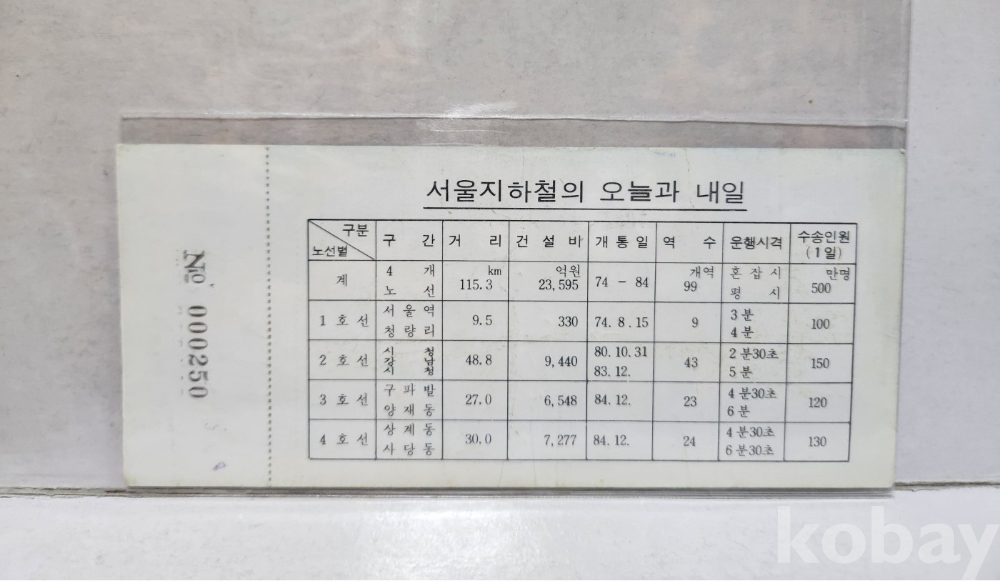 서울지하철의 오늘과 내일
구분 노선별 구 간 거 리 건 설 비 개 통 일 역 수 운행시격 수송인원 (1일)
계 4 개 노 선 km 115.3 억원 23,595 74 - 84 개역 99 혼 잡 시 평 시 만명 500
1 호 선 서 울 역 청 량 리 9.5 330 74. 8. 15 9 3 분 4 분 100
2 호 선 시 청 강 남 시 청 48.8 9,440 80. 10. 31 83. 12. 43 2 분30초 5 분 150
3 호 선 구 파 발 양 재 동 27.0 6,548 84. 12. 23 4 분30초 6 분 120
4 호 선 상 계 동 사 당 동 30.0 7,277 84. 12. 24 4 분30초 6 분30초 130
No 000250
kobay